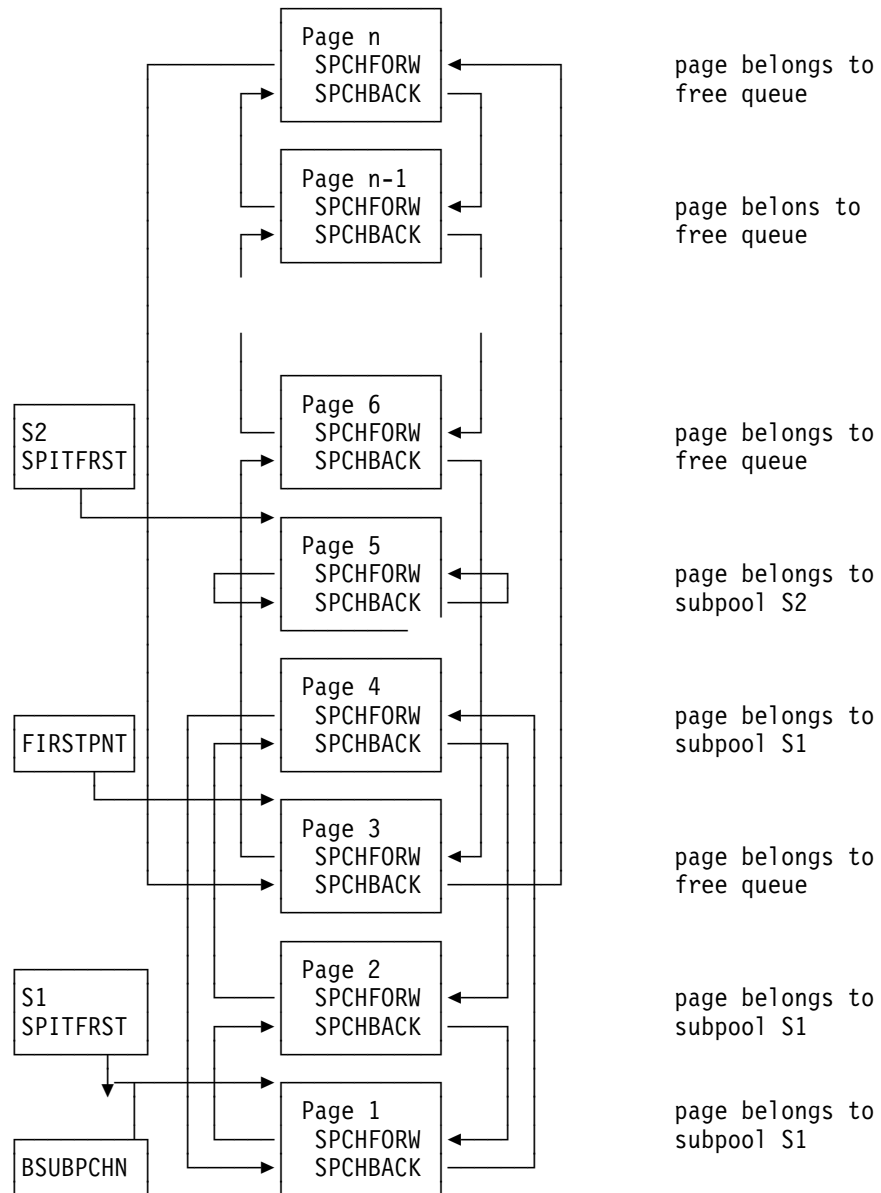 Page n
SPCHFORW
SPCHBACK
page belongs to
free queue
Page n-1
SPCHFORW
SPCHBACK
page belons to
free queue
S2
SPITFRST
Page 6
SPCHFORW
SPCHBACK
page belongs to
free queue
Page 5
SPCHFORW
SPCHBACK
page belongs to
subpool S2
FIRSTPNT
Page 4
SPCHFORW
SPCHBACK
page belongs to
subpool S1
Page 3
SPCHFORW
SPCHBACK
page belongs to
free queue
S1
SPITFRST
Page 2
SPCHFORW
SPCHBACK
page belongs to
subpool S1
BSUBPCHN
Page 1
SPCHFORW
SPCHBACK
page belongs to
subpool S1